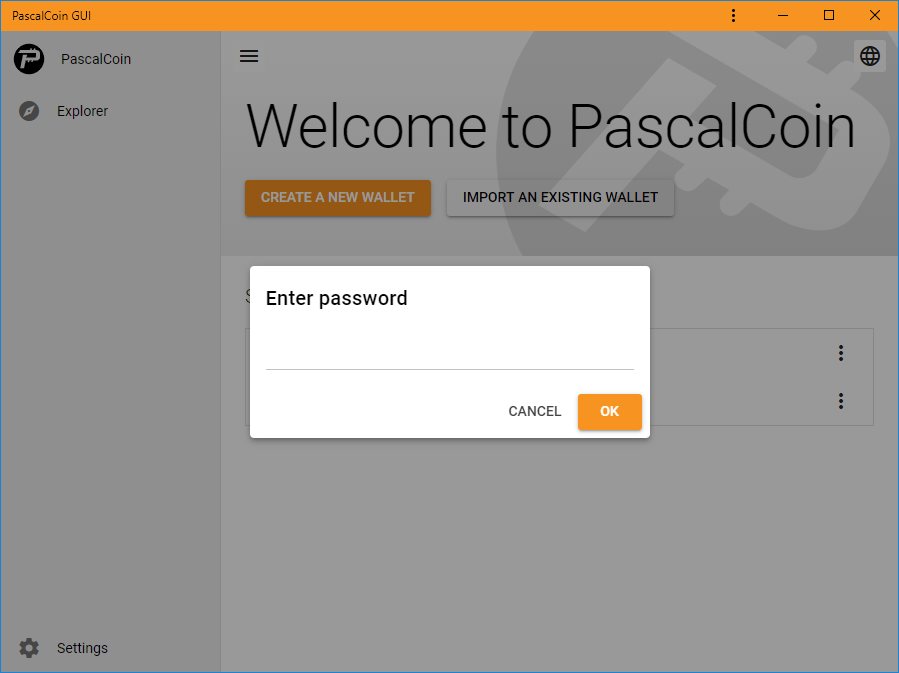 PascalCoin GUI
PascalCoin
Explorer
Welcome to PascalCoin
CREATE A NEW WALLET
IMPORT AN EXISTING WALLET
Enter password
CANCEL
OK
Settings